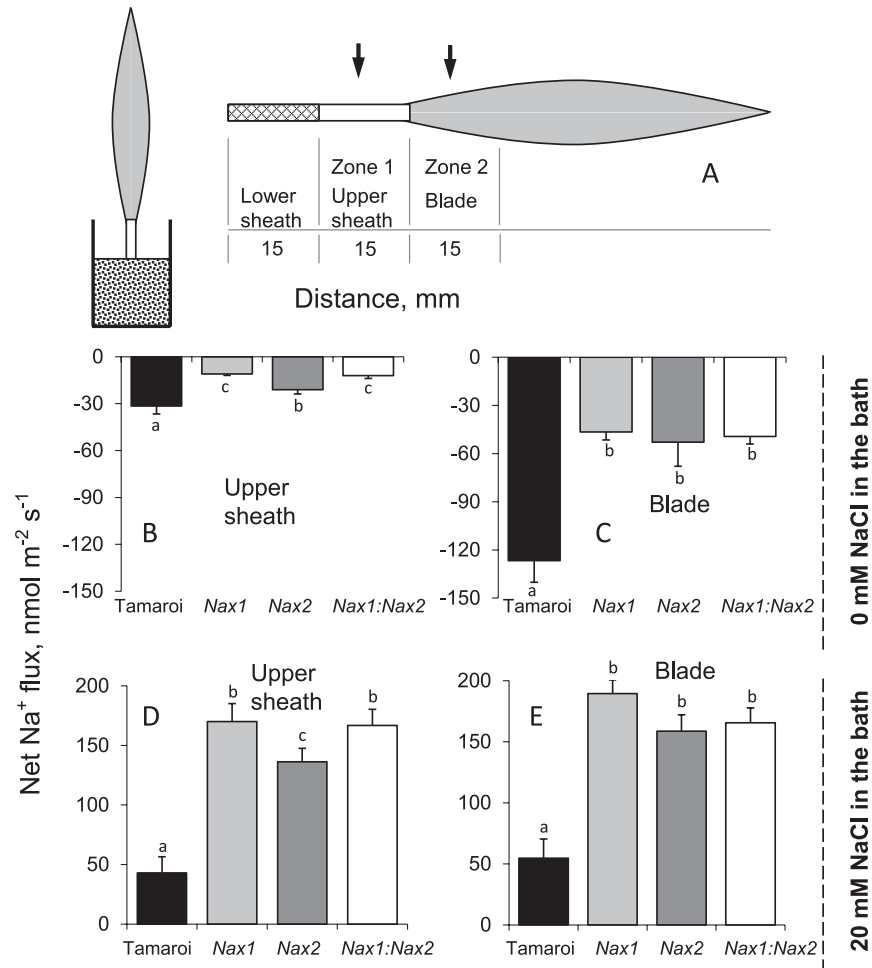 A
Zone 1 Zone 2
Lower Upper Blade
sheath sheath
15 15 15
Distance, mm
Net Na⁺ flux, nmol m⁻² s⁻¹
0
-30
-60
-90
-120
-150
a
c
b
c
Upper
sheath
B
Tamaroi Nax1 Nax2 Nax1:Nax2
0
-30
-60
-90
-120
-150
a
b
b
b
Blade
C
Tamaroi Nax1 Nax2 Nax1:Nax2
0 mM NaCl in the bath
Upper
sheath
D
200
150
100
50
0
a
b
c
b
Tamaroi Nax1 Nax2 Nax1:Nax2
Blade
E
200
150
100
50
0
a
b
b
b
Tamaroi Nax1 Nax2 Nax1:Nax2
20 mM NaCl in the bath